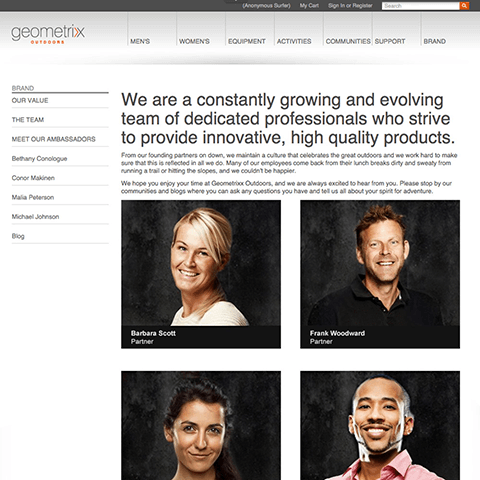 (Anonymous Surfer) My Cart Sign In or Register Search
geometrixx
OUTDOORS
MEN'S WOMEN'S EQUIPMENT ACTIVITIES COMMUNITIES SUPPORT BRAND
BRAND
OUR VALUE
THE TEAM
MEET OUR AMBASSADORS
Bethany Conologue
Conor Makinen
Malia Peterson
Michael Johnson
Blog
We are a constantly growing and evolving
team of dedicated professionals who strive
to provide innovative, high quality products.
From our founding partners on down, we maintain a culture that celebrates the great outdoors and we work hard to make
sure that this is reflected in all we do. Many of our employees come back from their lunch breaks dirty and sweaty from
running a trail or hitting the slopes, and we couldn't be happier.
We hope you enjoy your time at Geometrixx Outdoors, and we are always excited to hear from you. Please stop by our
communities and blogs where you can ask any questions you have and tell us all about your spirit for adventure.
Barbara Scott
Partner
Frank Woodward
Partner